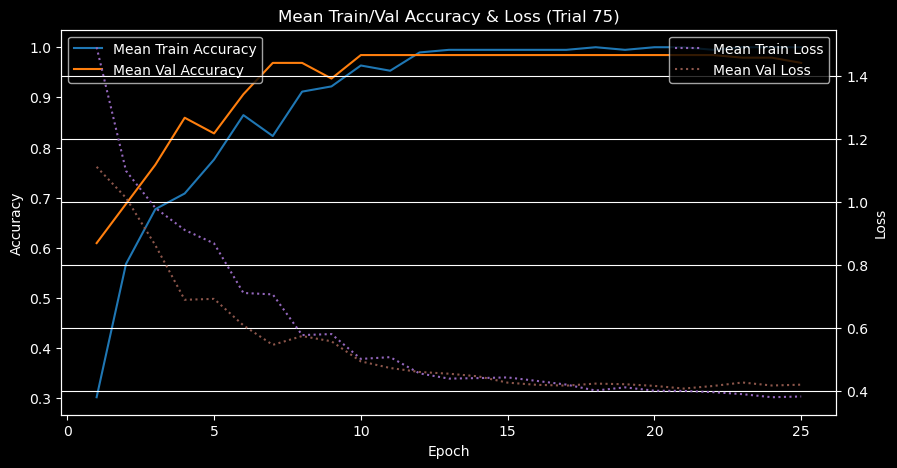 Mean Train/Val Accuracy & Loss (Trial 75)
Mean Train Accuracy
Mean Val Accuracy
Mean Train Loss
Mean Val Loss
1.0
0.9
0.8
0.7
0.6
0.5
0.4
0.3
Accuracy
1.4
1.2
1.0
0.8
0.6
0.4
Loss
0 5 10 15 20 25
Epoch